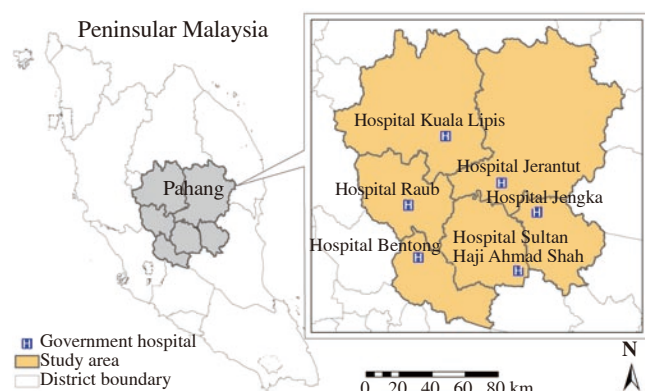 Peninsular Malaysia
Pahang
Hospital Kuala Lipis
H
Hospital Jerantut
H
Hospital Raub
H
Hospital Jengka
H
Hospital Bentong
H
Hospital Sultan
Haji Ahmad Shah
H
H Government hospital
Study area
District boundary
0 20 40 60 80 km
N